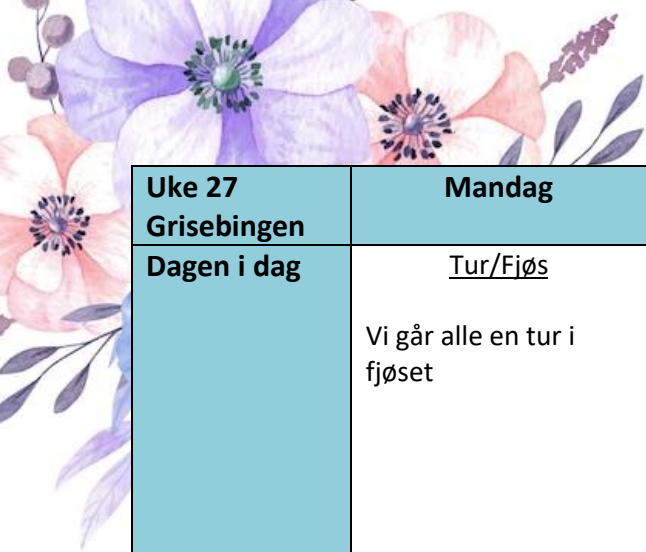 Uke 27
Grisebingen
Mandag
Dagen i dag
Tur/Fjøs
Vi går alle en tur i
fjøset